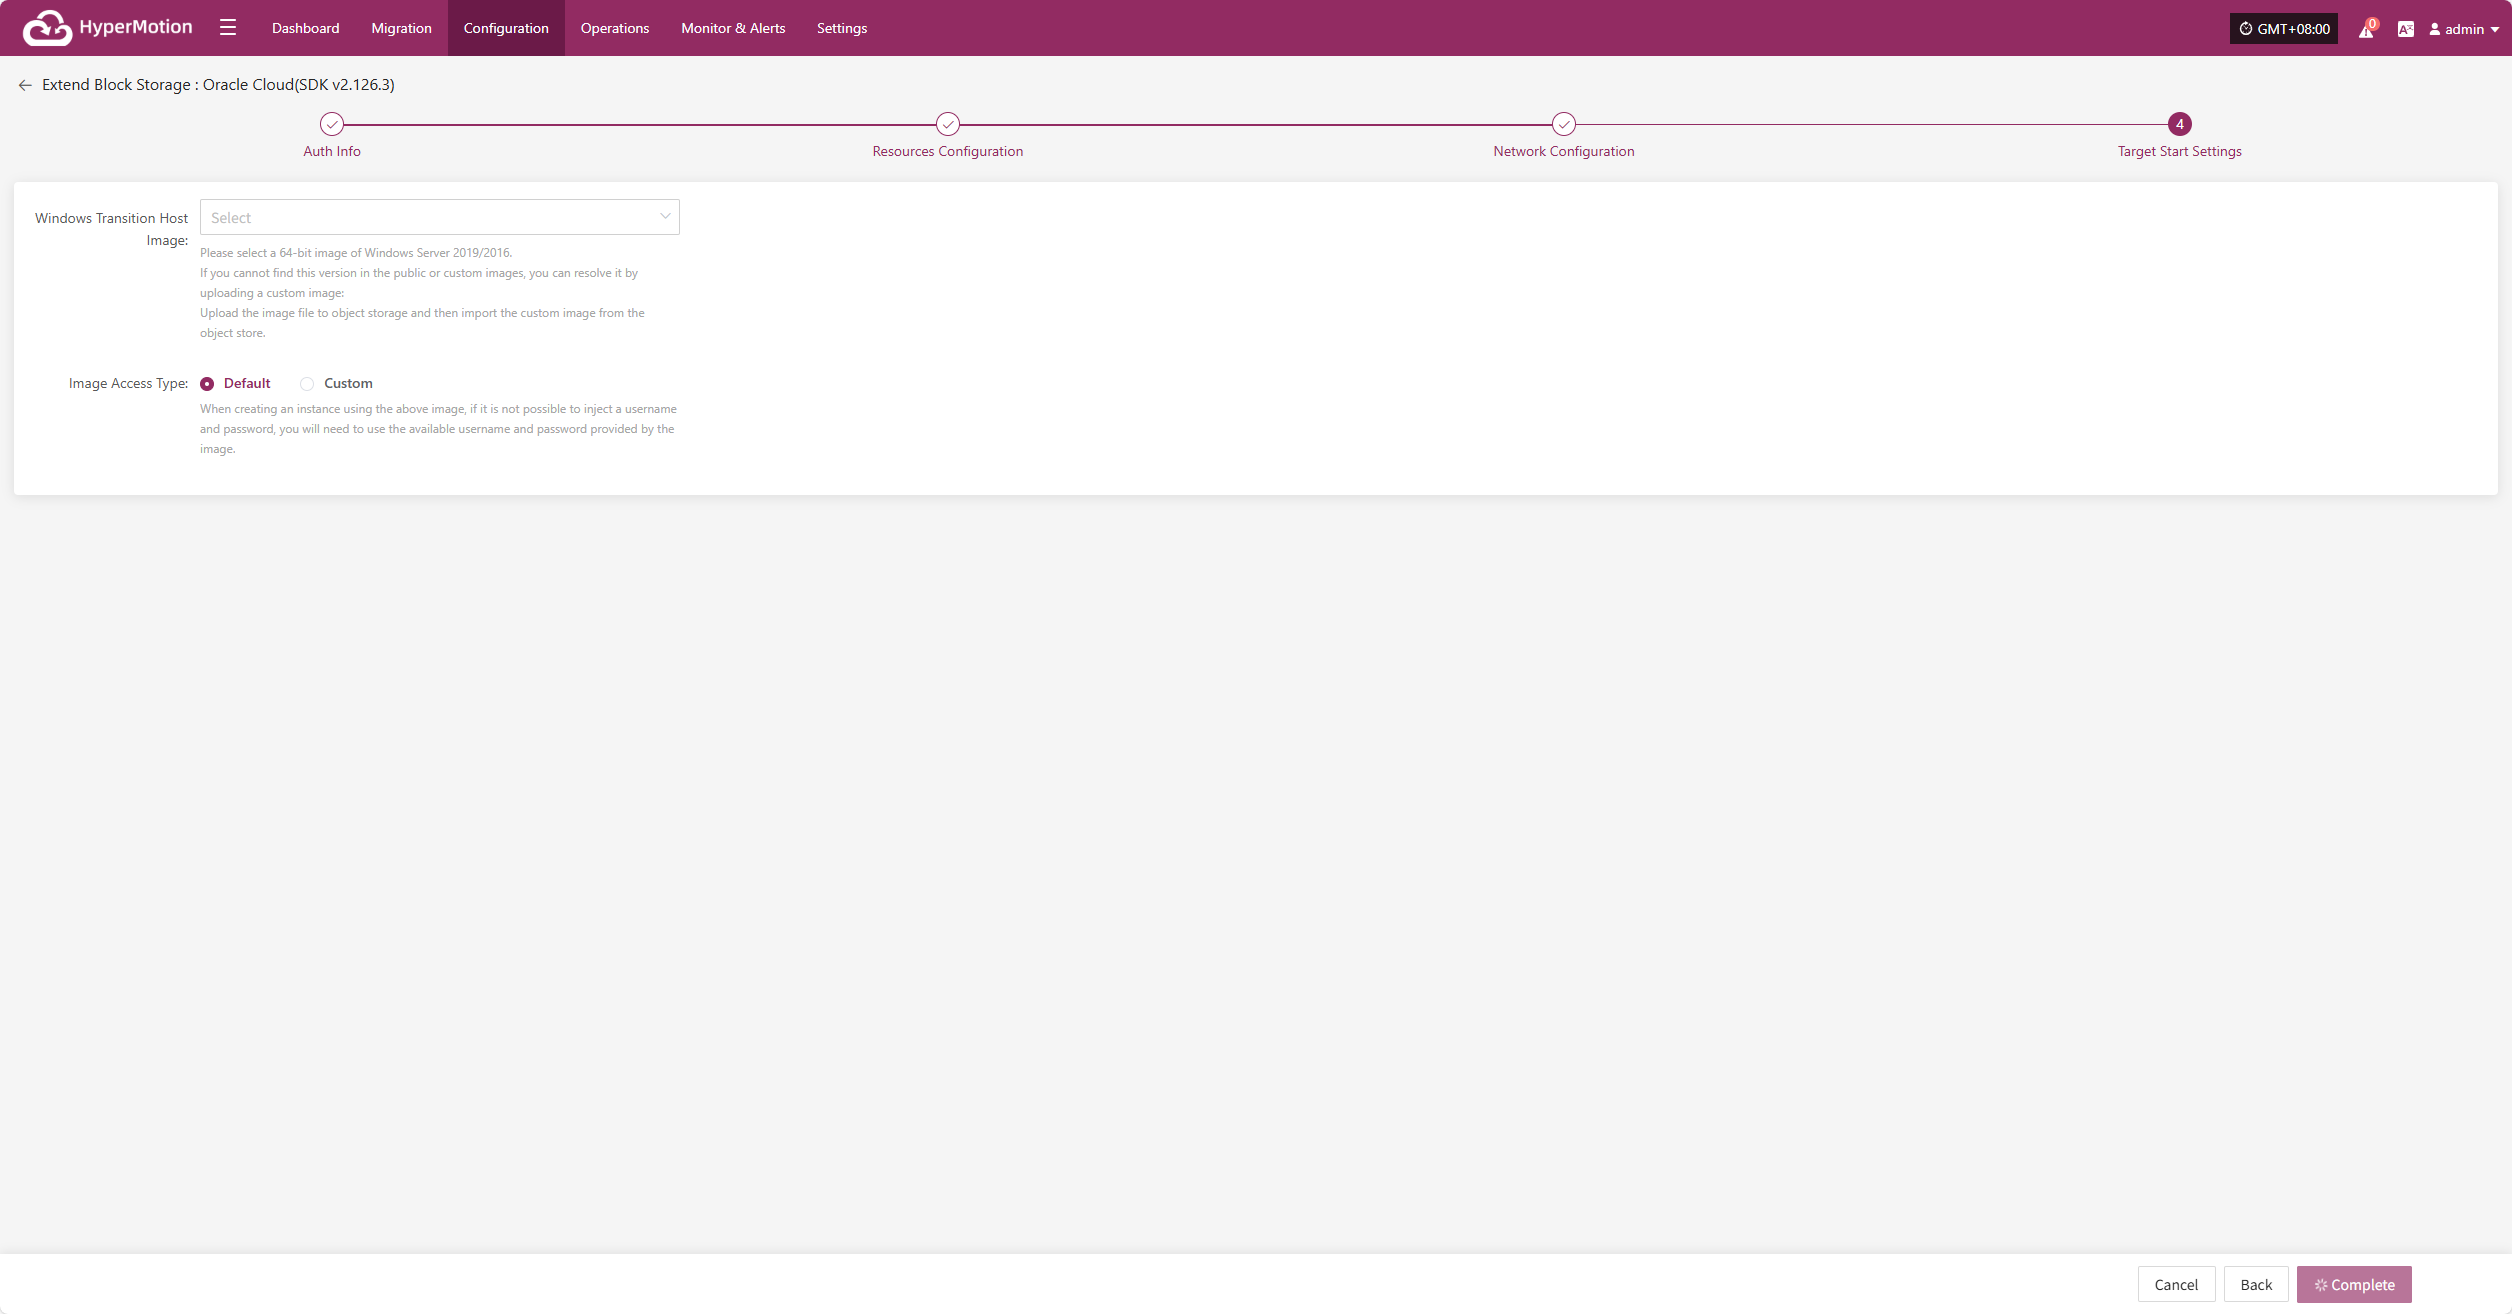 HyperMotion
Dashboard
Migration
Configuration
Operations
Monitor & Alerts
Settings
GMT+08:00
0
admin
Extend Block Storage : Oracle Cloud(SDK v2.126.3)
4
Auth Info
Resources Configuration
Network Configuration
Target Start Settings
Windows Transition Host
Image:
Select
Please select a 64-bit image of Windows Server 2019/2016.
If you cannot find this version in the public or custom images, you can resolve it by
uploading a custom image:
Upload the image file to object storage and then import the custom image from the
object store.
Image Access Type:
Default
Custom
When creating an instance using the above image, if it is not possible to inject a username
and password, you will need to use the available username and password provided by the
image.
Cancel
Back
Complete